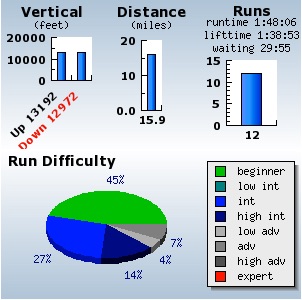 Vertical
(feet)
20000
10000
0
Up 13192
Down 12972
Distance
(miles)
20.0
0.0
15.9
Runs
runtime 1:48:06
lifttime 1:38:53
waiting 29:55
15
10
5
0
12
Run Difficulty
45%
7%
4%
14%
27%
beginner
low int
int
high int
low adv
adv
high adv
expert